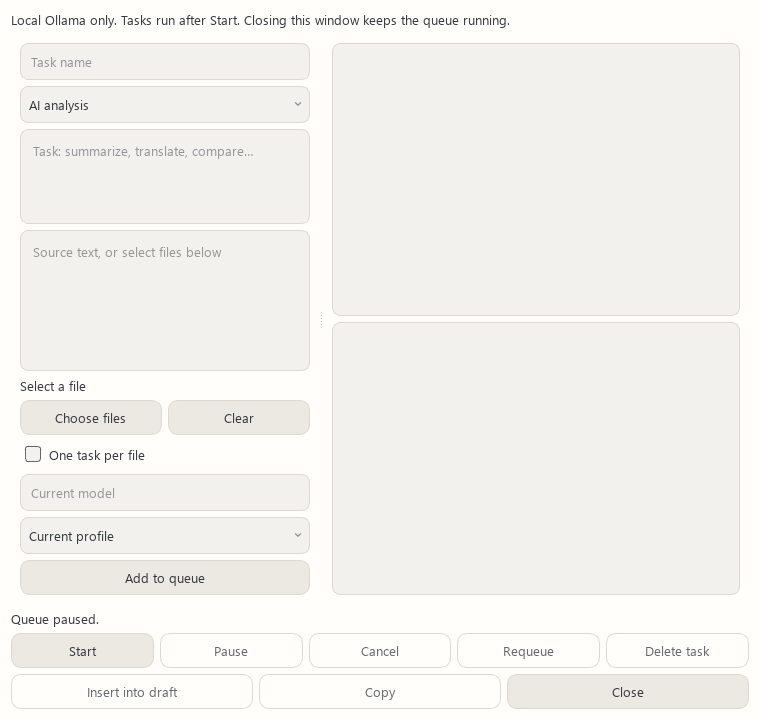 Local Ollama only. Tasks run after Start. Closing this window keeps the queue running.
Task name
AI analysis
Task: summarize, translate, compare...
Source text, or select files below
Select a file
Choose files
Clear
One task per file
Current model
Current profile
Add to queue
Queue paused.
Start
Pause
Cancel
Requeue
Delete task
Insert into draft
Copy
Close